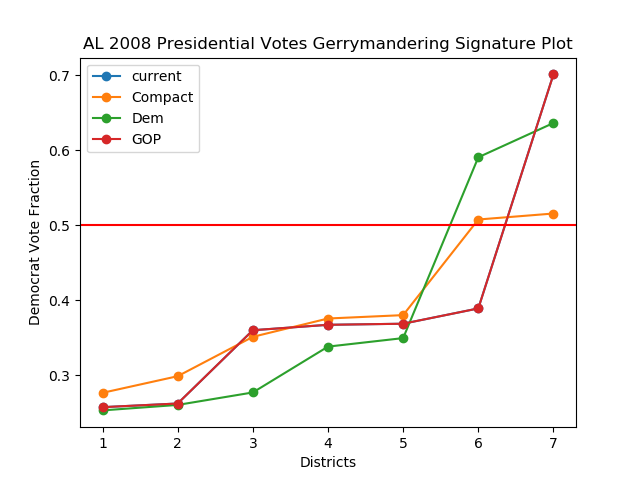 AL 2008 Presidential Votes Gerrymandering Signature Plot
current
Compact
Dem
GOP
Democrat Vote Fraction
0.7
0.6
0.5
0.4
0.3
1 2 3 4 5 6 7
Districts